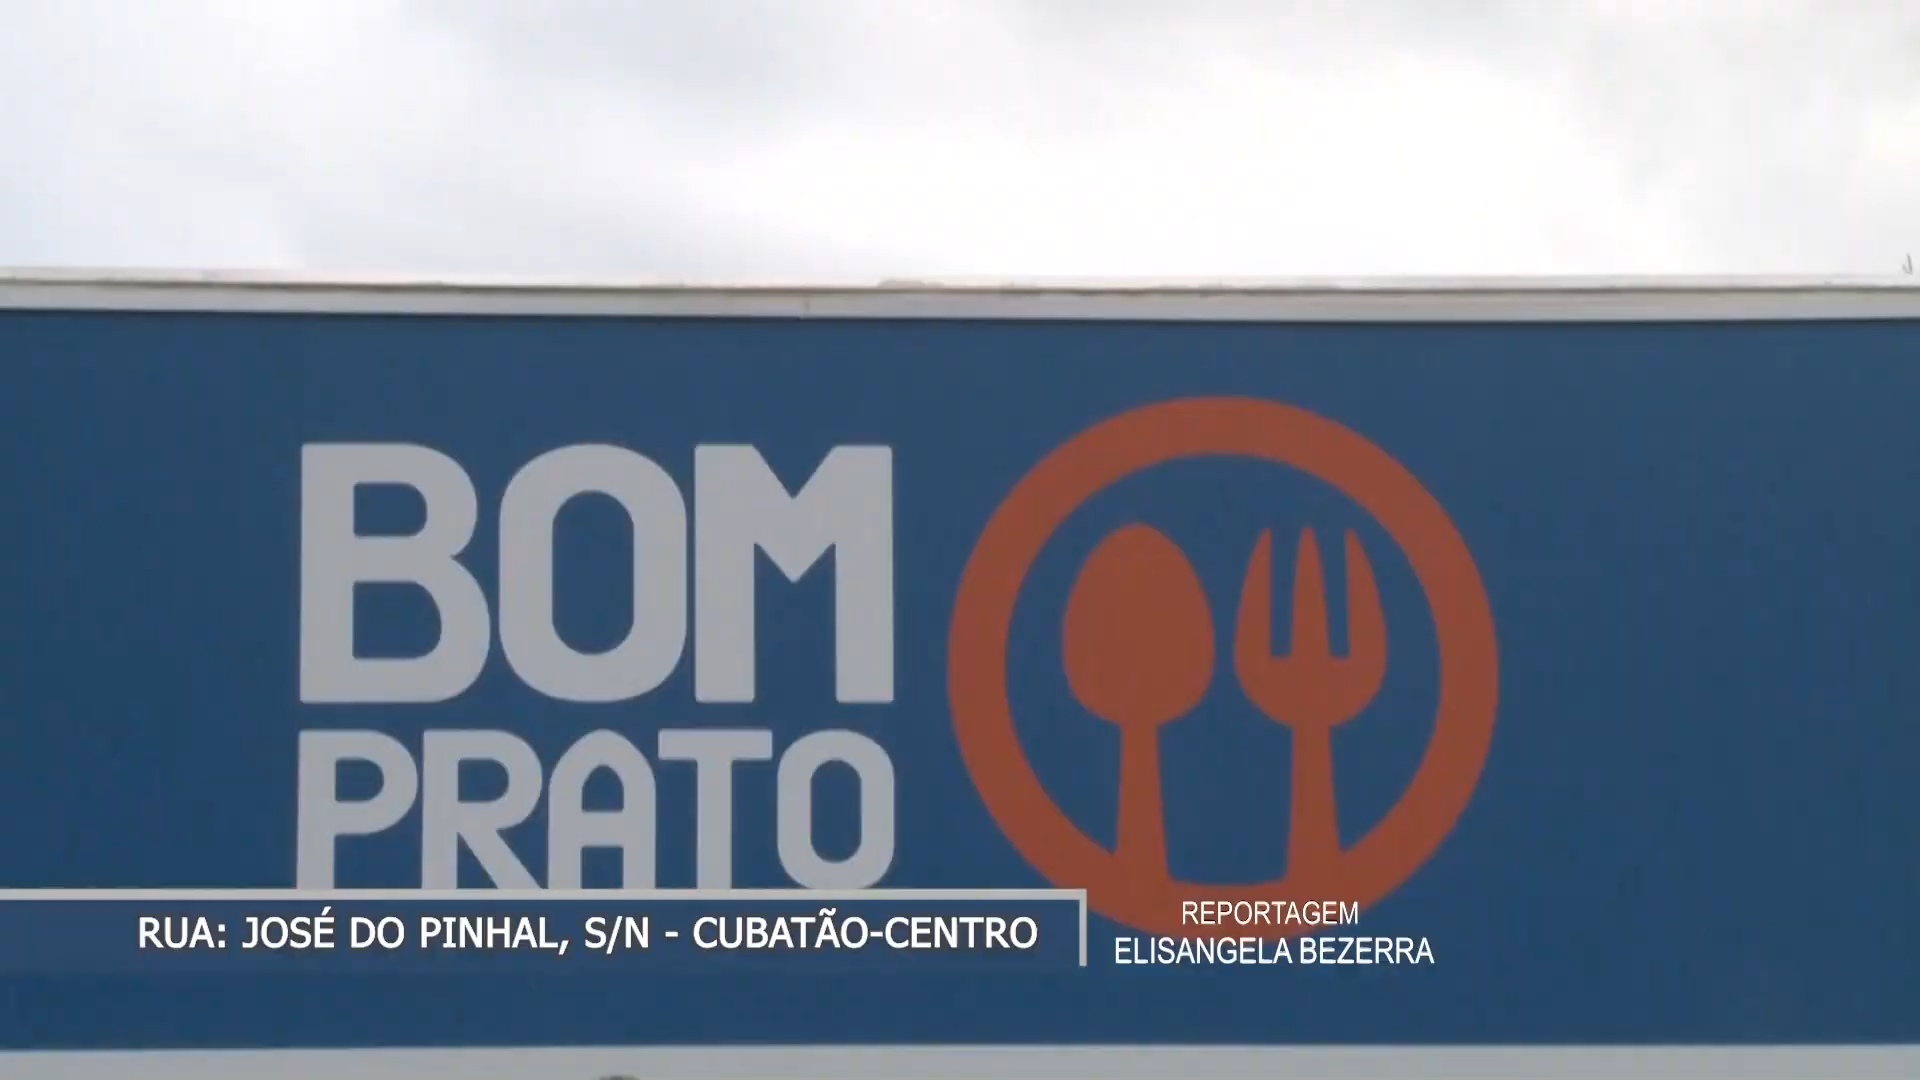 BOM
PRATO
RUA: JOSÉ DO PINHAL, S/N - CUBATÃO-CENTRO
REPORTAGEM
ELISANGELA BEZERRA